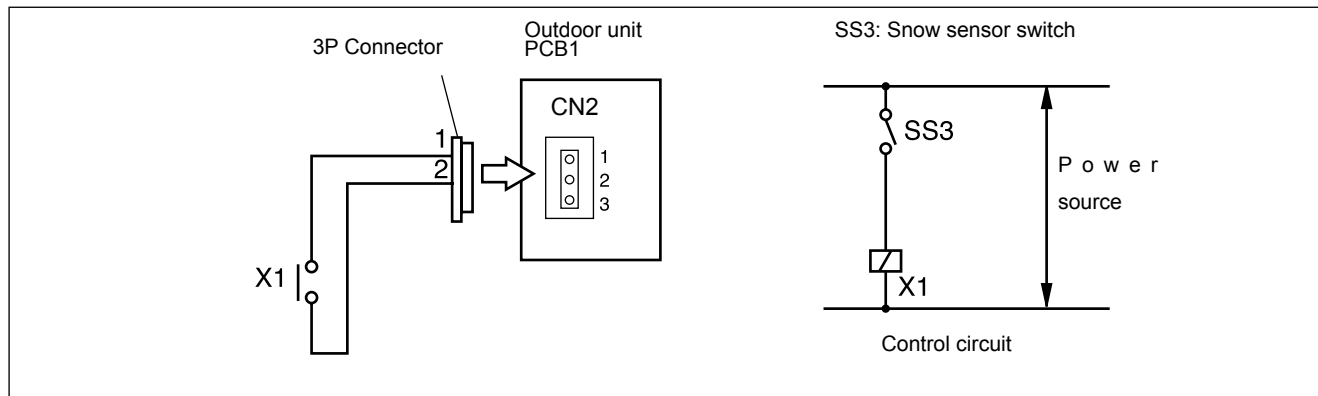 3P Connector
Outdoor unit
PCB1
SS3: Snow sensor switch
CN2
1
2
1
2
3
X1
SS3
Power
source
X1
Control circuit